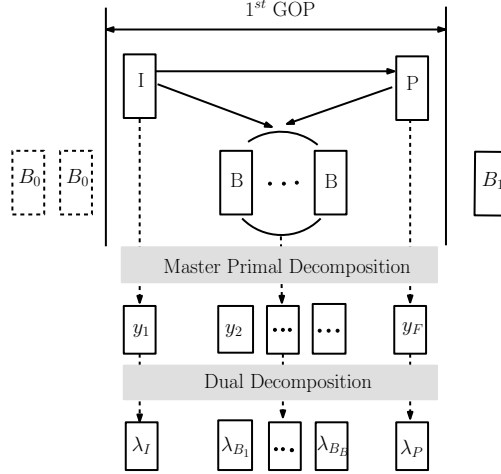 1st GOP
I P
B0 B0 B ... B B1
Master Primal Decomposition
y1 y2 ... ... yF
Dual Decomposition
λI λB1 ... λBB λP